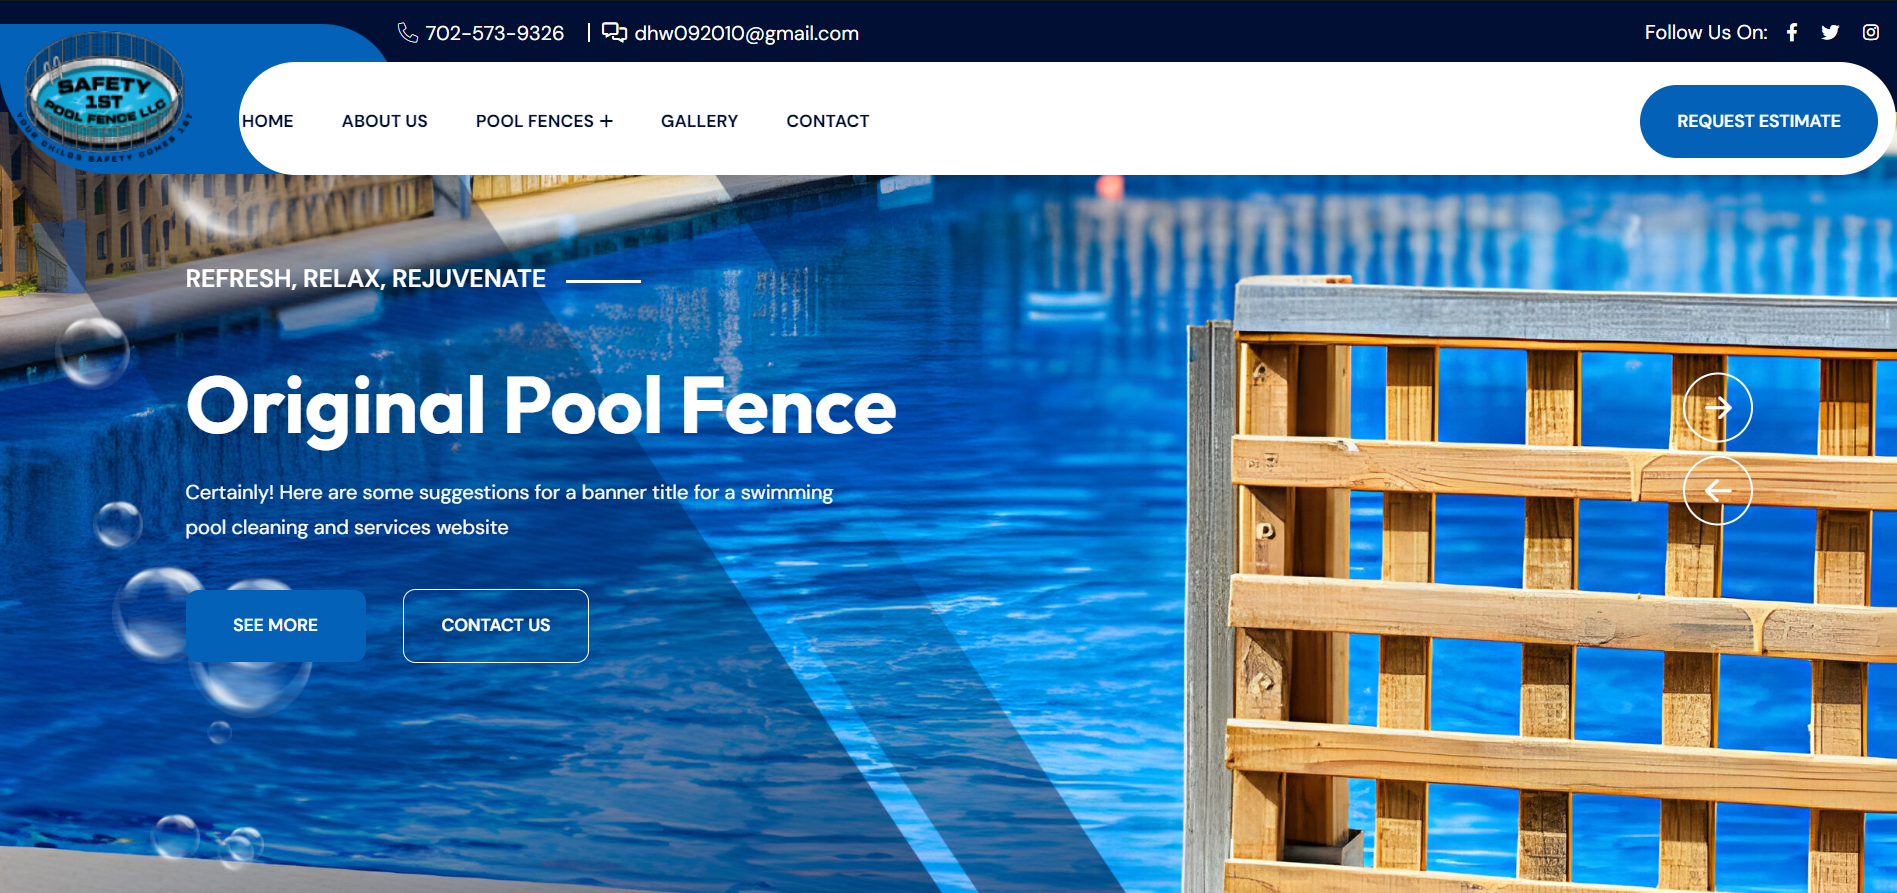 702-573-9326 | dhw092010@gmail.com
Follow Us On:
SAFETY
1ST
POOL FENCE LLC
YOUR CHILDS SAFETY COMES 1ST
HOME
ABOUT US
POOL FENCES +
GALLERY
CONTACT
REQUEST ESTIMATE
REFRESH, RELAX, REJUVENATE
Original Pool Fence
Certainly! Here are some suggestions for a banner title for a swimming
pool cleaning and services website
SEE MORE
CONTACT US